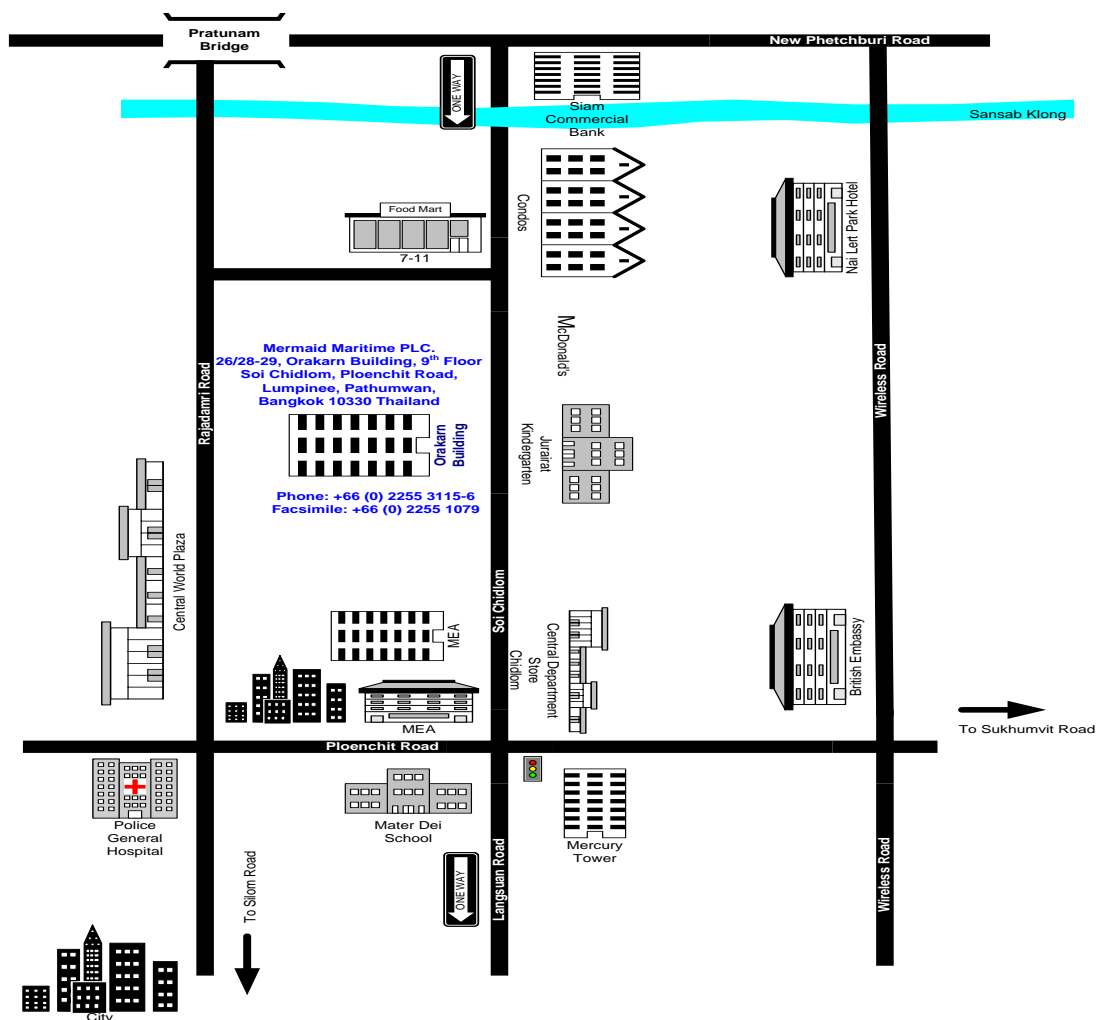 Pratunam
Bridge
New Phetchburi Road
ONE WAY
Siam
Commercial
Bank
Sansab Klong
Food Mart
7-11
Condos
Nai Lert Park Hotel
McDonald's
Mermaid Maritime PLC.
26/28-29, Orakarn Building, 9th Floor
Soi Chidlom, Ploenchit Road,
Lumpinee, Pathumwan,
Bangkok 10330 Thailand
Rajadamri Road
Wireless Road
Orakarn
Building
Jurairat
Kindergarten
Phone: +66 (0) 2255 3115-6
Facsimile: +66 (0) 2255 1079
Central World Plaza
Soi Chidlom
MEA
Central Department
Store
Chidlom
British Embassy
MEA
To Sukhumvit Road
Ploenchit Road
Police
General
Hospital
Mater Dei
School
Mercury
Tower
To Silom Road
ONE WAY
Langsuan Road
Wireless Road
City